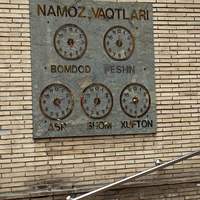 NAMOZ VAQTLARI
BOMDOD PESHN
ASR SHOM XUFTON